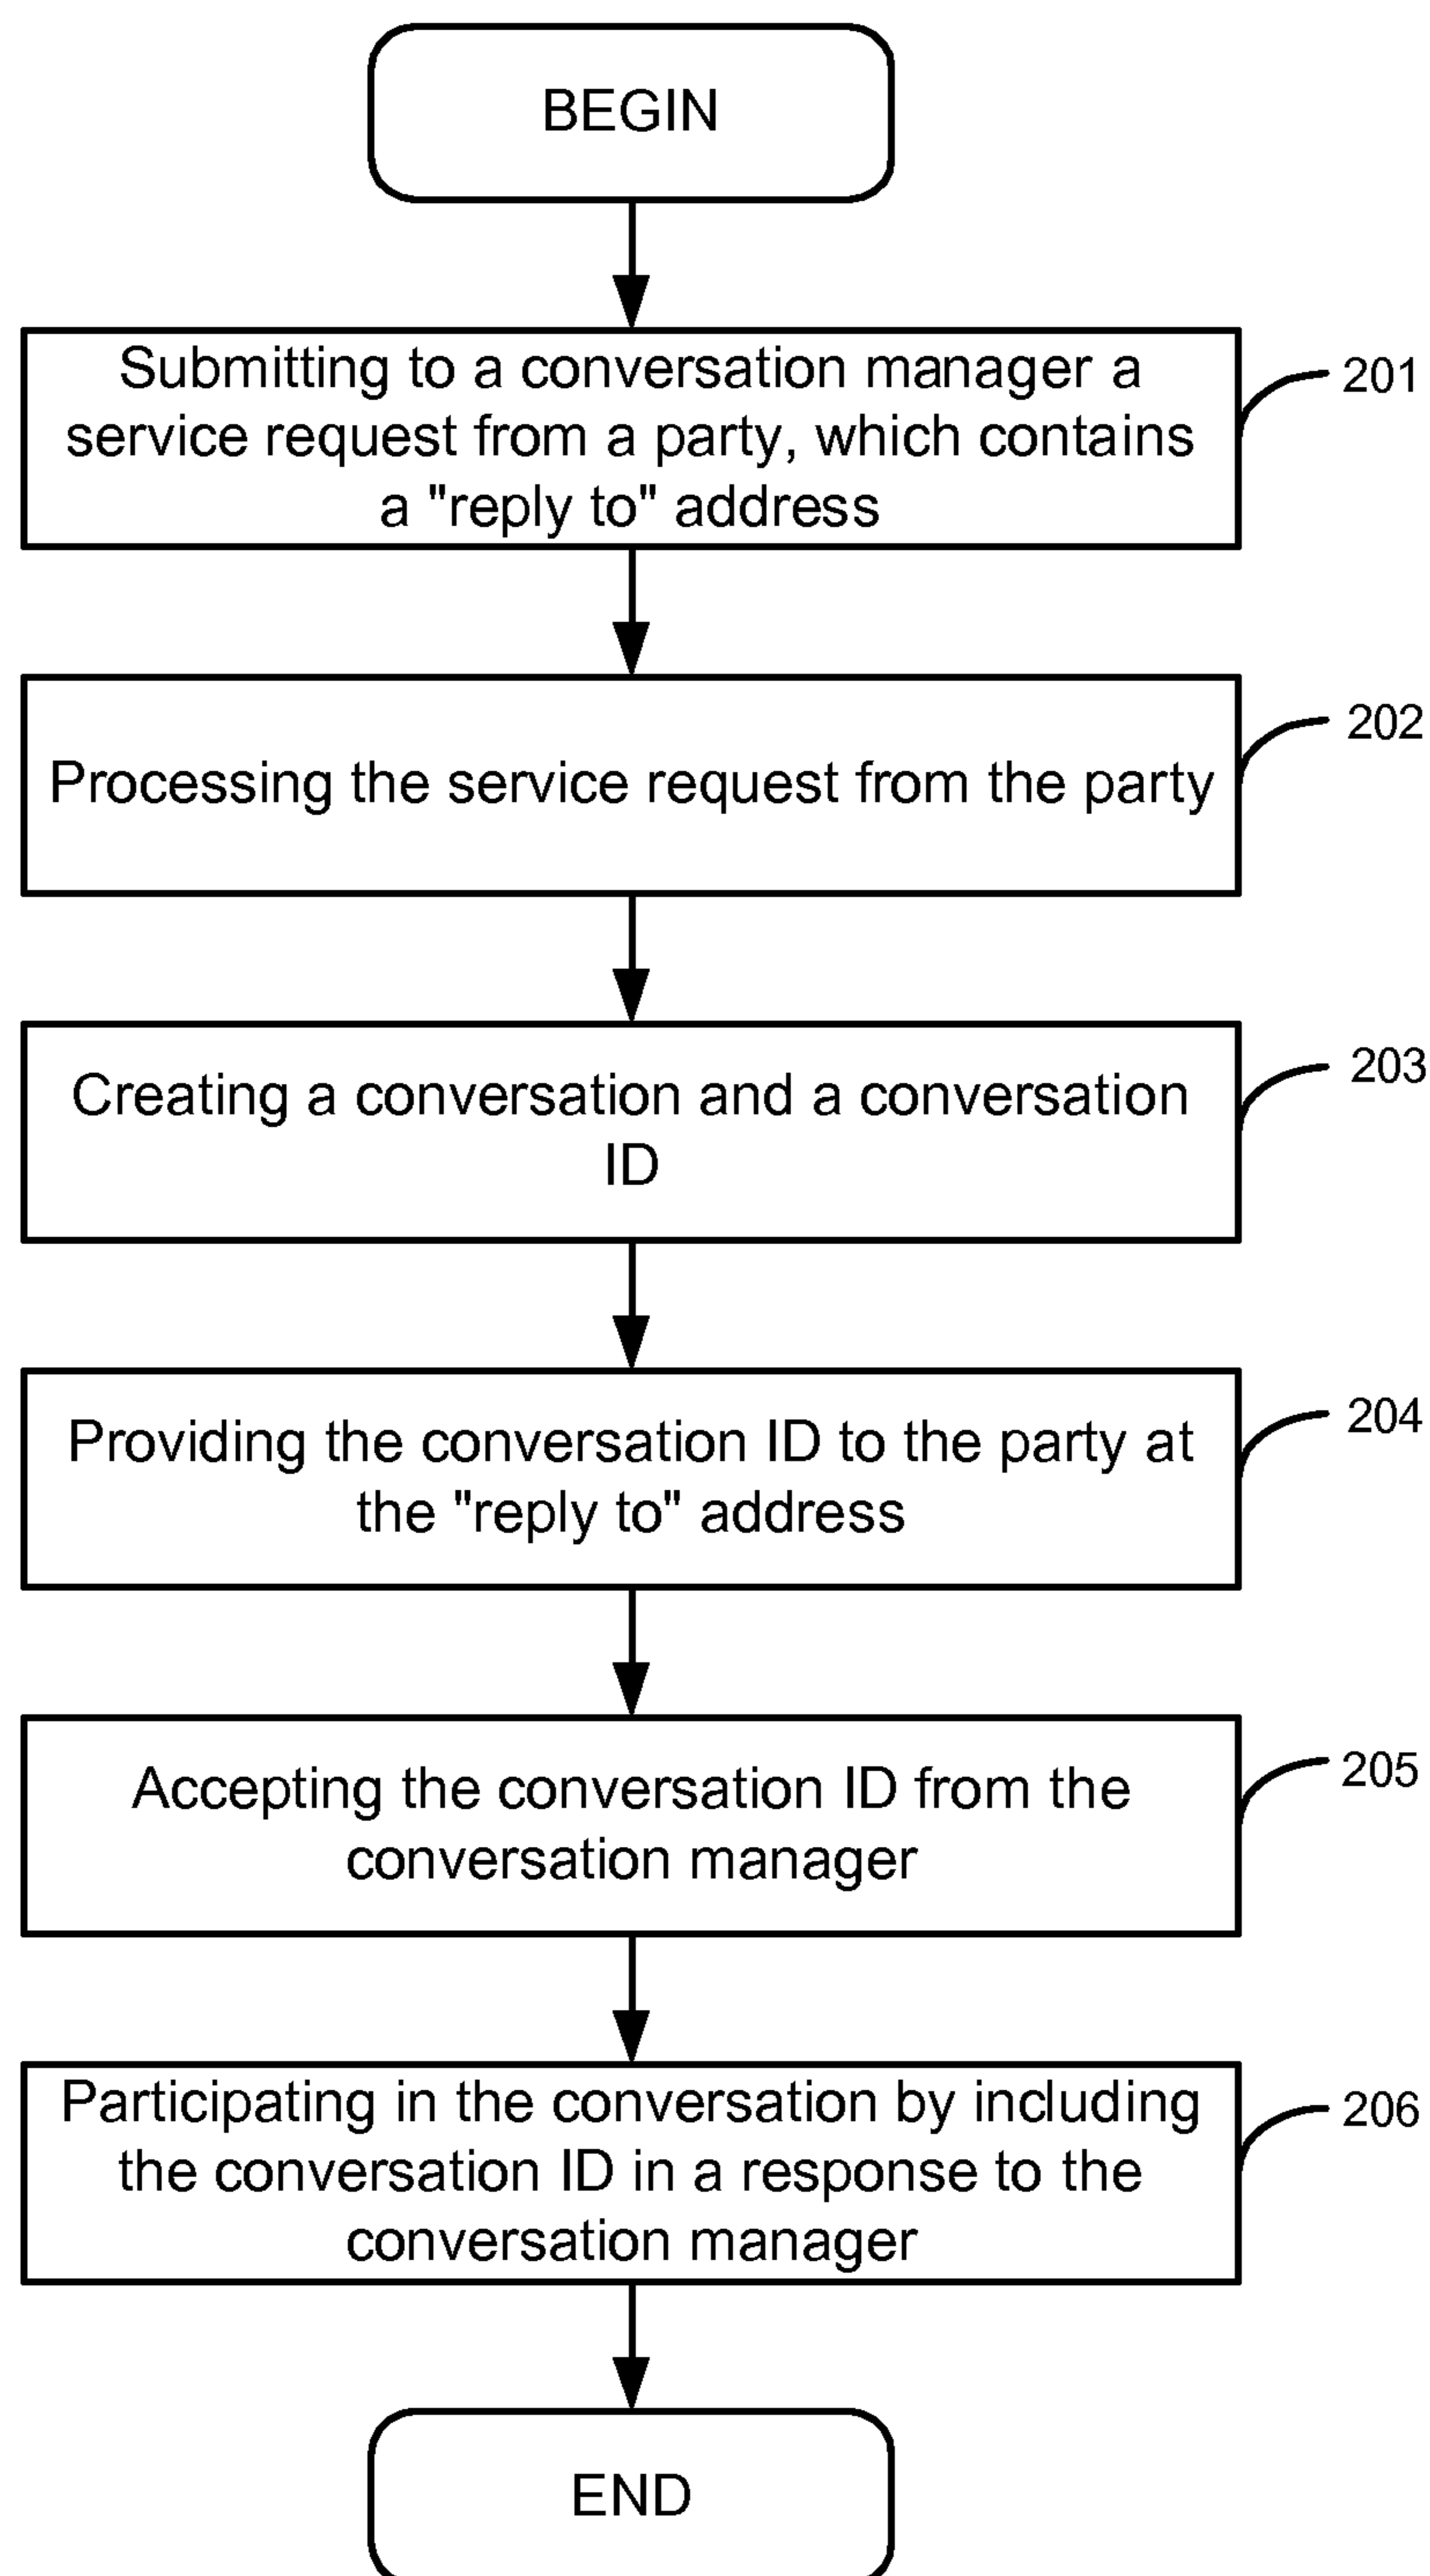 BEGIN
Submitting to a conversation manager a
service request from a party, which contains
a "reply to" address
201
Processing the service request from the party
202
Creating a conversation and a conversation
ID
203
Providing the conversation ID to the party at
the "reply to" address
204
Accepting the conversation ID from the
conversation manager
205
Participating in the conversation by including
the conversation ID in a response to the
conversation manager
206
END